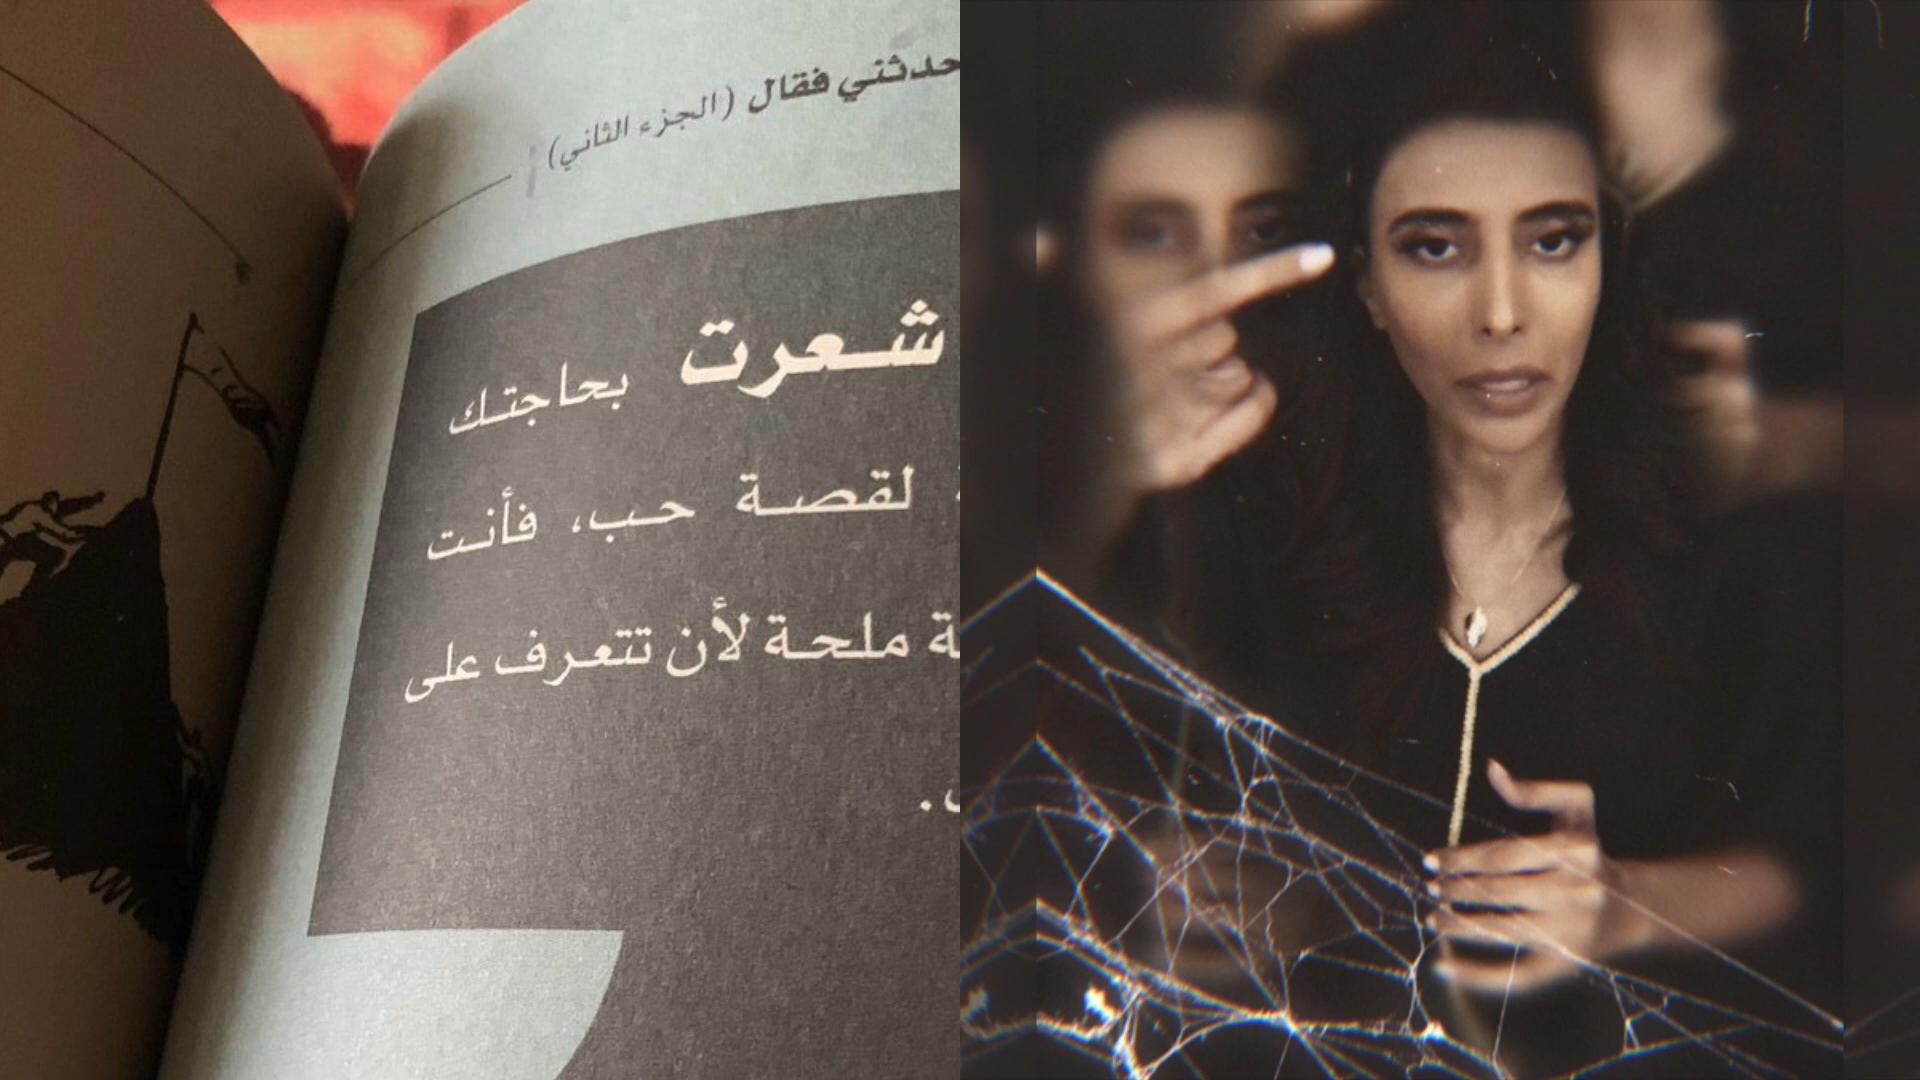 حدثني فقال (الجزء الثاني)
شعرت بحاجتك
لقصة حب، فأنت
ملحة لأن تتعرف على